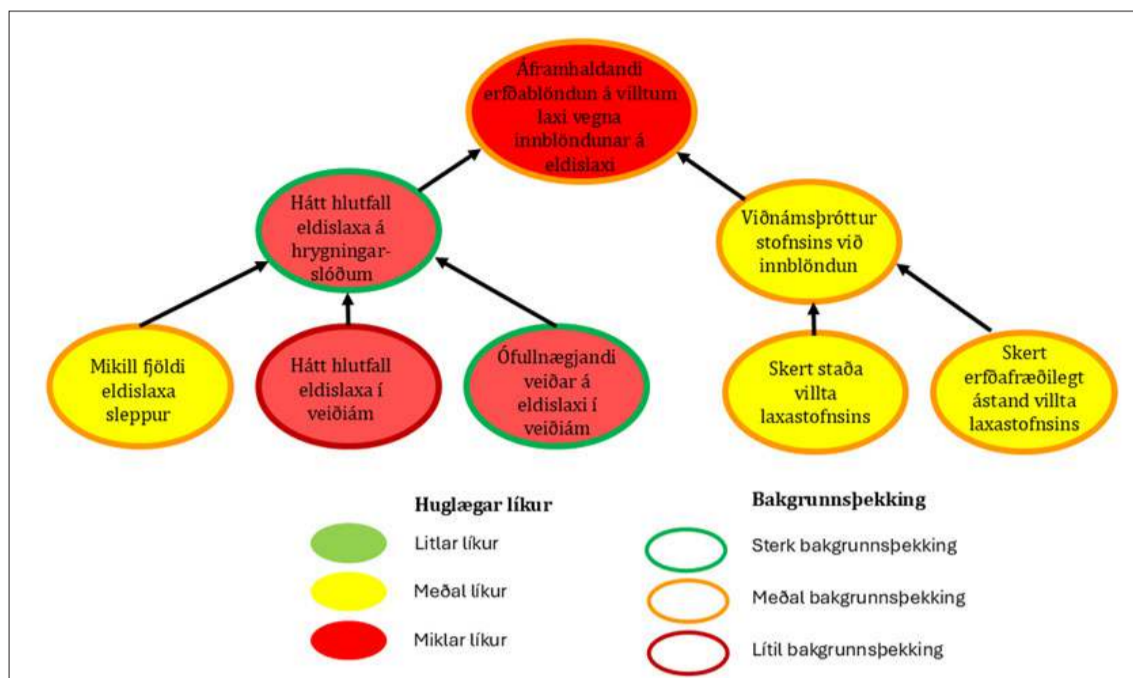 Áframhaldandi
erfðablöndun á villtum
laxi vegna
innblöndunar á
eldislaxi
Hátt hlutfall
eldislaxa á
hrygningar-
slóðum
Viðnámsþróttur
stofnsins við
innblöndun
Mikill fjöldi
eldislaxa
sleppur
Hátt hlutfall
eldislaxa í
veiðiám
Ófullnægjandi
veiðar á
eldislaxi í
veiðiám
Skert staða
villta
laxastofnsins
Skert
erfðafræðilegt
ástand villta
laxastofnsins
Huglægar líkur
Litlar líkur
Meðal líkur
Miklar líkur
Bakgrunnsþekking
Sterk bakgrunnsþekking
Meðal bakgrunnsþekking
Lítil bakgrunnsþekking